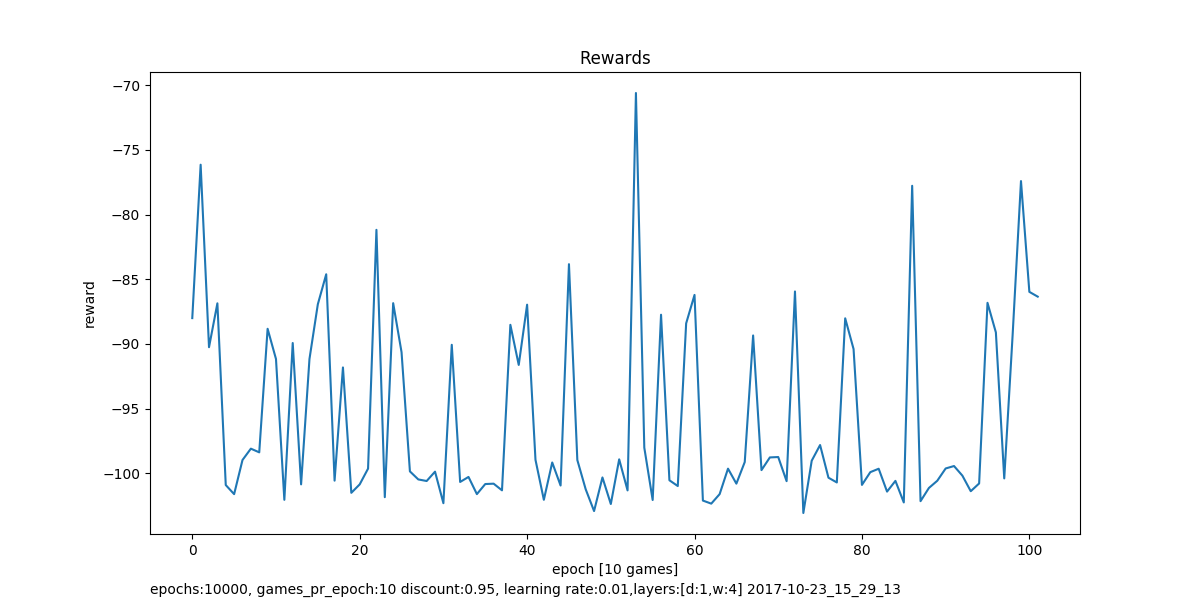 Rewards
−70
−75
−80
−85
−90
−95
−100
reward
0 20 40 60 80 100
epoch [10 games]
epochs:10000, games_pr_epoch:10 discount:0.95, learning rate:0.01,layers:[d:1,w:4] 2017-10-23_15_29_13